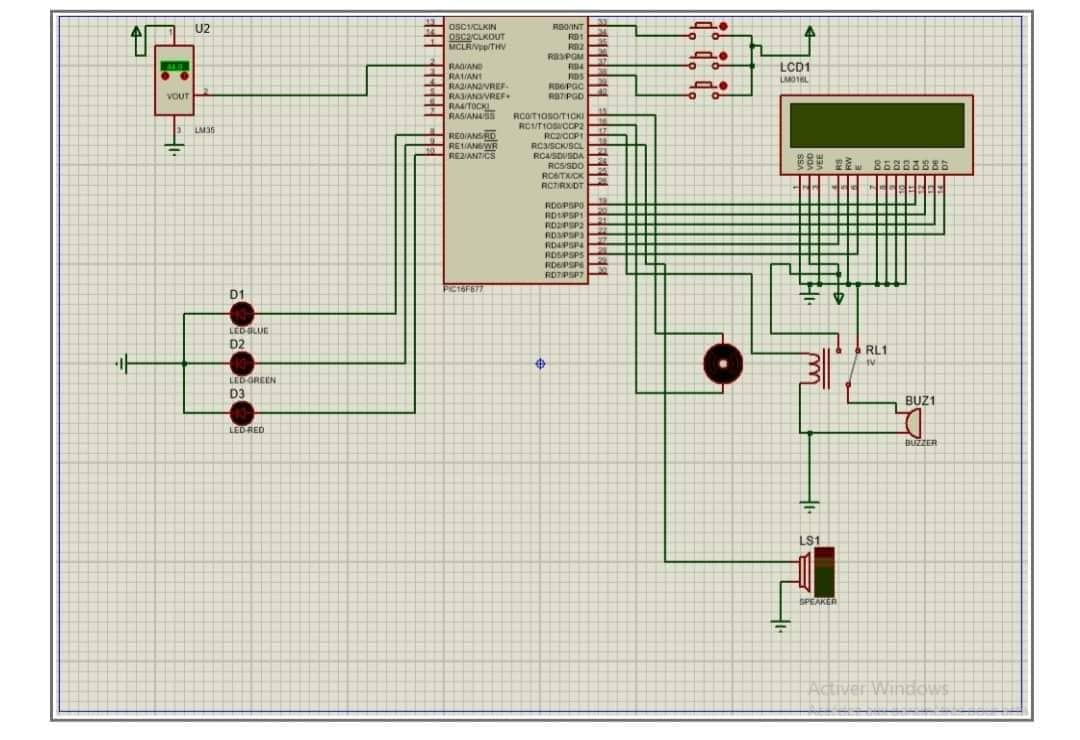 U2
1
VOUT
2
3
LM35
13 OSC1/CLKIN
14 OSC2/CLKOUT
1 MCLR/Vpp/THV
2 RA0/AN0
3 RA1/AN1
4 RA2/AN2/VREF-
5 RA3/AN3/VREF+
6 RA4/T0CKI
7 RA5/AN4/SS
8 RE0/AN5/RD
9 RE1/AN6/WR
10 RE2/AN7/CS
RB0/INT 33
RB1 34
RB2 35
RB3/PGM 36
RB4 37
RB5 38
RB6/PGC 39
RB7/PGD 40
RC0/T1OSO/T1CKI 15
RC1/T1OSI/CCP2 16
RC2/CCP1 17
RC3/SCK/SCL 18
RC4/SDI/SDA 23
RC5/SDO 24
RC6/TX/CK 25
RC7/RX/DT 26
RD0/PSP0 19
RD1/PSP1 20
RD2/PSP2 21
RD3/PSP3 22
RD4/PSP4 27
RD5/PSP5 28
RD6/PSP6 29
RD7/PSP7 30
PIC16F877
LCD1
LM016L
VSS VDD VEE RS RW E D0 D1 D2 D3 D4 D5 D6 D7
1 2 3 4 5 6 7 8 9 10 11 12 13 14
D1
LED-BLUE
D2
LED-GREEN
D3
LED-RED
RL1
1V
BUZ1
BUZZER
LS1
SPEAKER
Activer Windows